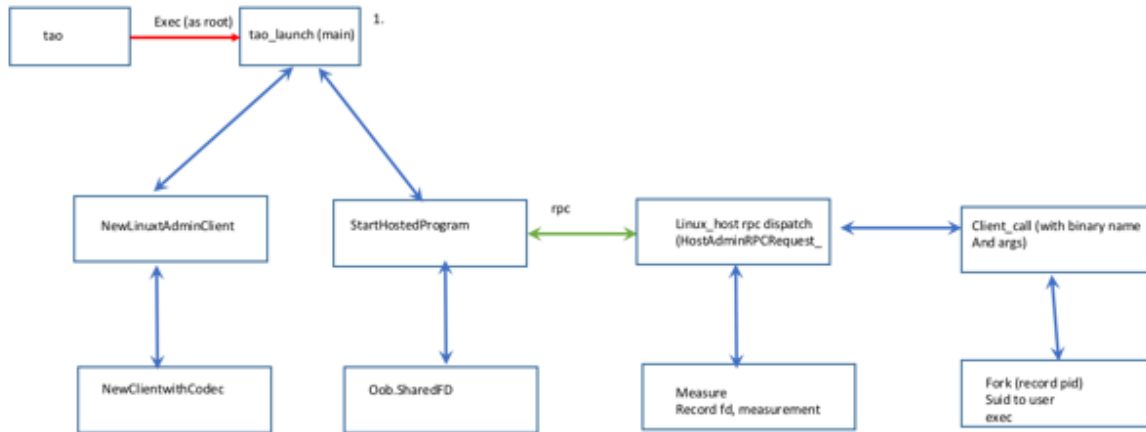 tao
Exec (as root)
tao_launch (main)
1.
NewLinuxtAdminClient
StartHostedProgram
rpc
Linux_host rpc dispatch
(HostAdminRPCRequest_
Client_call (with binary name
And args)
NewClientwithCodec
Oob.SharedFD
Measure
Record fd, measurement
Fork (record pid)
Suid to user
exec